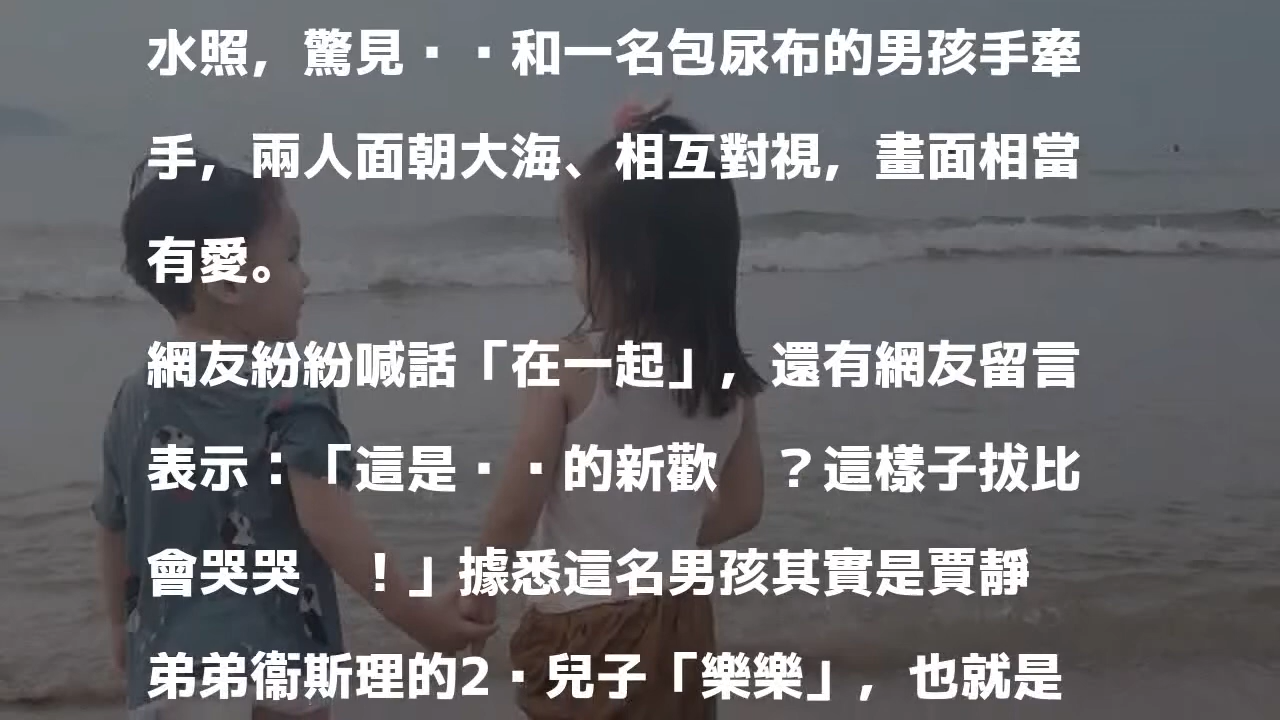 水照，驚見··和一名包尿布的男孩手牽
手，兩人面朝大海、相互對視，畫面相當
有愛。
網友紛紛喊話「在一起」，還有網友留言
表示：「這是··的新歡　？這樣子拔比
會哭哭　！」據悉這名男孩其實是賈靜
弟弟衞斯理的2·兒子「樂樂」，也就是